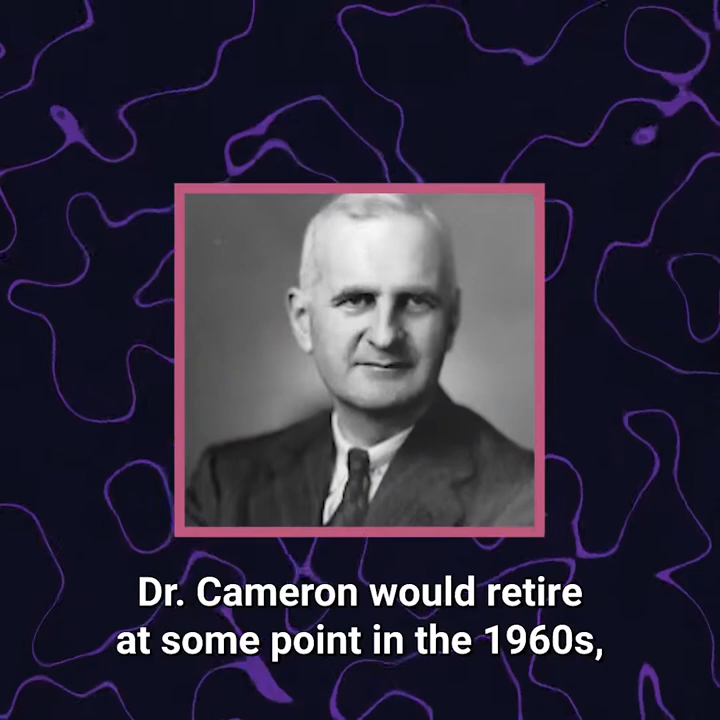 Dr. Cameron would retire
at some point in the 1960s,